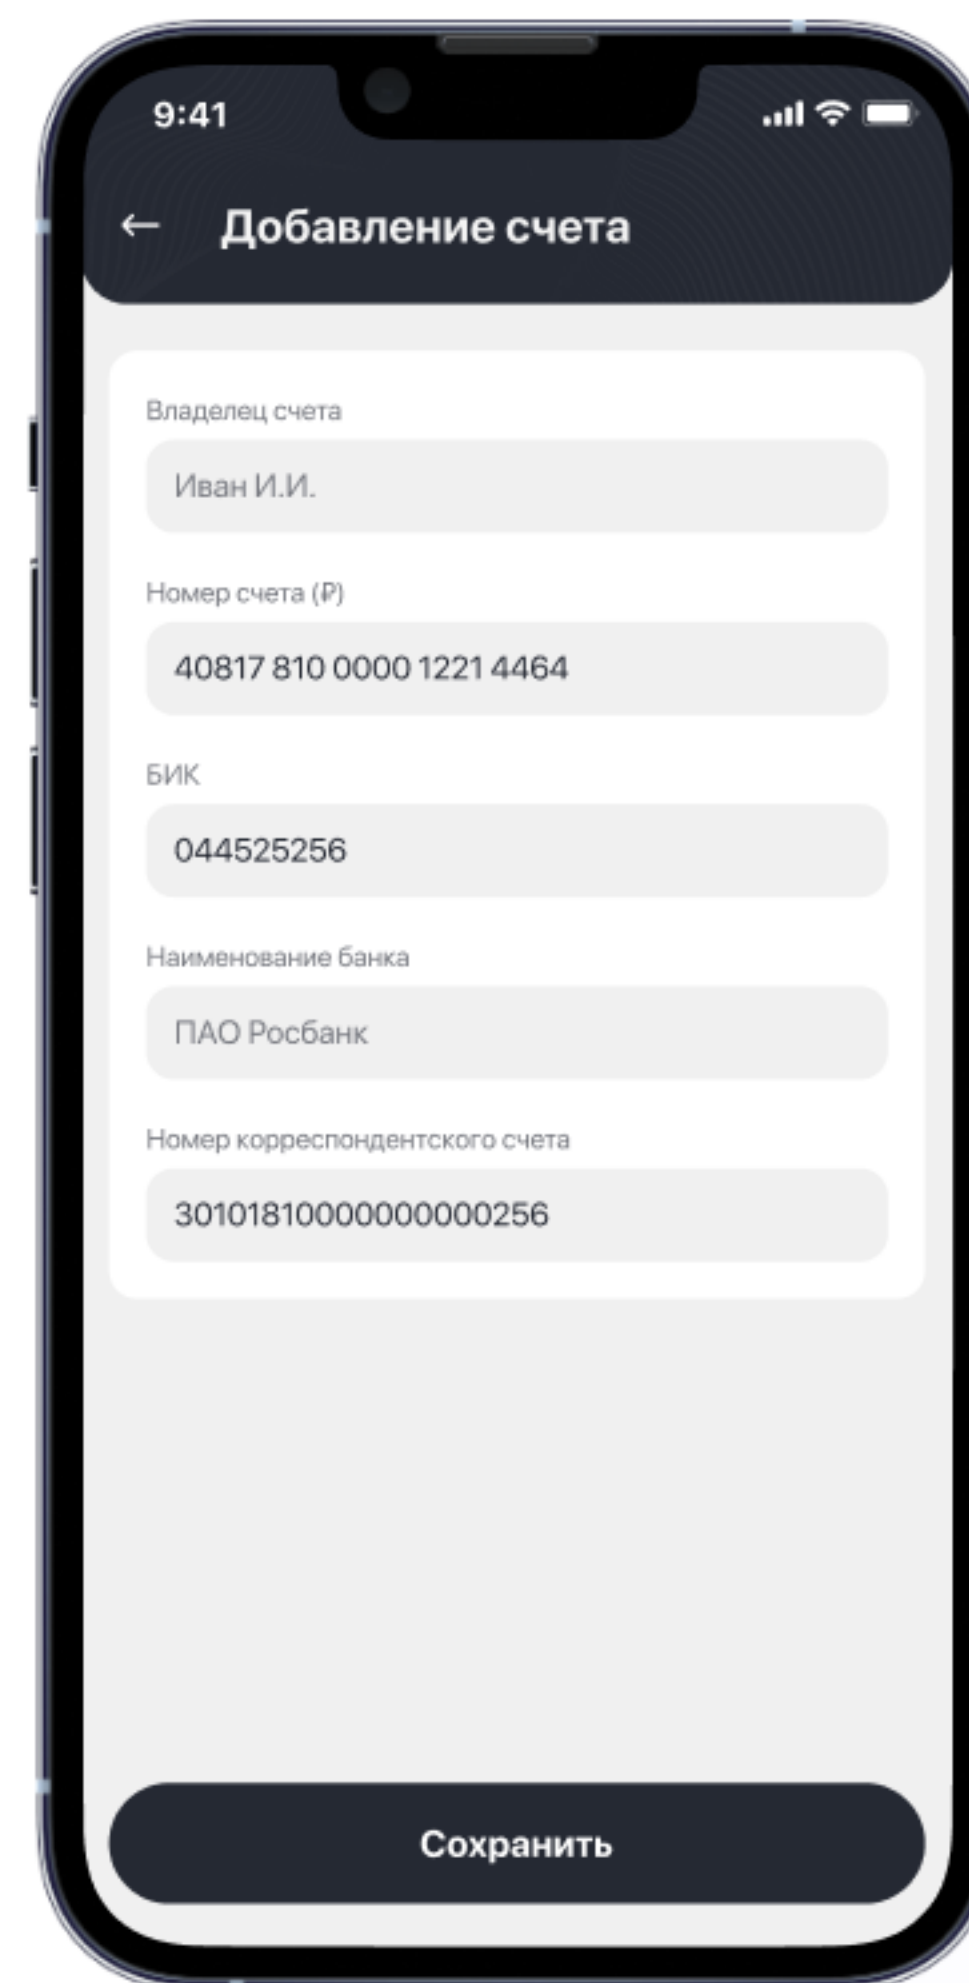 9:41
Добавление счета
Владелец счета
Иван И.И.
Номер счета (₽)
40817 810 0000 1221 4464
БИК
044525256
Наименование банка
ПАО Росбанк
Номер корреспондентского счета
30101810000000000256
Сохранить